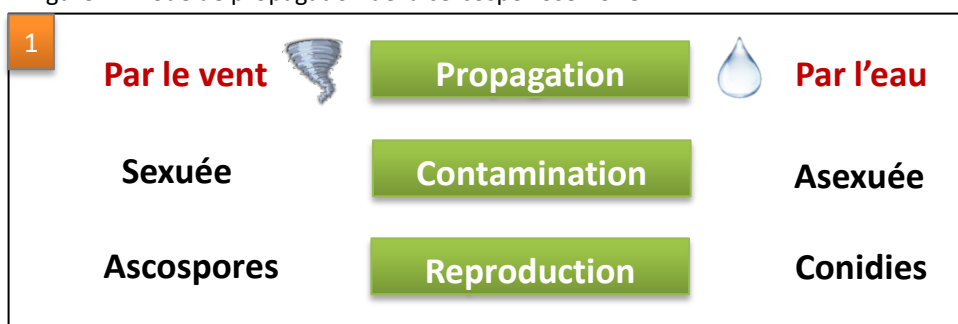 1
Par le vent Propagation Par l'eau
Sexuée Contamination Asexuée
Ascospores Reproduction Conidies